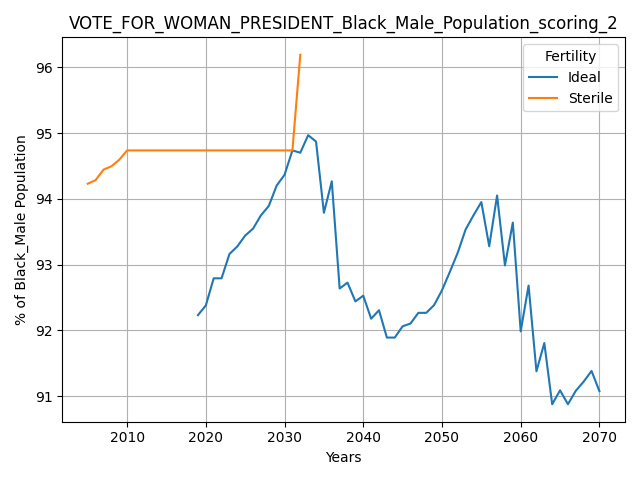 VOTE_FOR_WOMAN_PRESIDENT_Black_Male_Population_scoring_2
Fertility
Ideal
Sterile
% of Black_Male Population
96
95
94
93
92
91
2010 2020 2030 2040 2050 2060 2070
Years